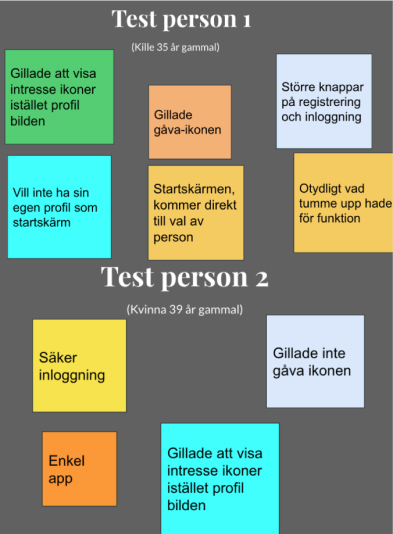 Test person 1
(Kille 35 år gammal)
Gillade att visa
intresse ikoner
istället profil
bilden
Gillade
gåva-ikonen
Större knappar
på registrering
och inloggning
Vill inte ha sin
egen profil som
startskärm
Startskärmen,
kommer direkt
till val av
person
Otydligt vad
tumme upp hade
för funktion
Test person 2
(Kvinna 39 år gammal)
Säker
inloggning
Gillade inte
gåva ikonen
Enkel
app
Gillade att visa
intresse ikoner
istället profil
bilden